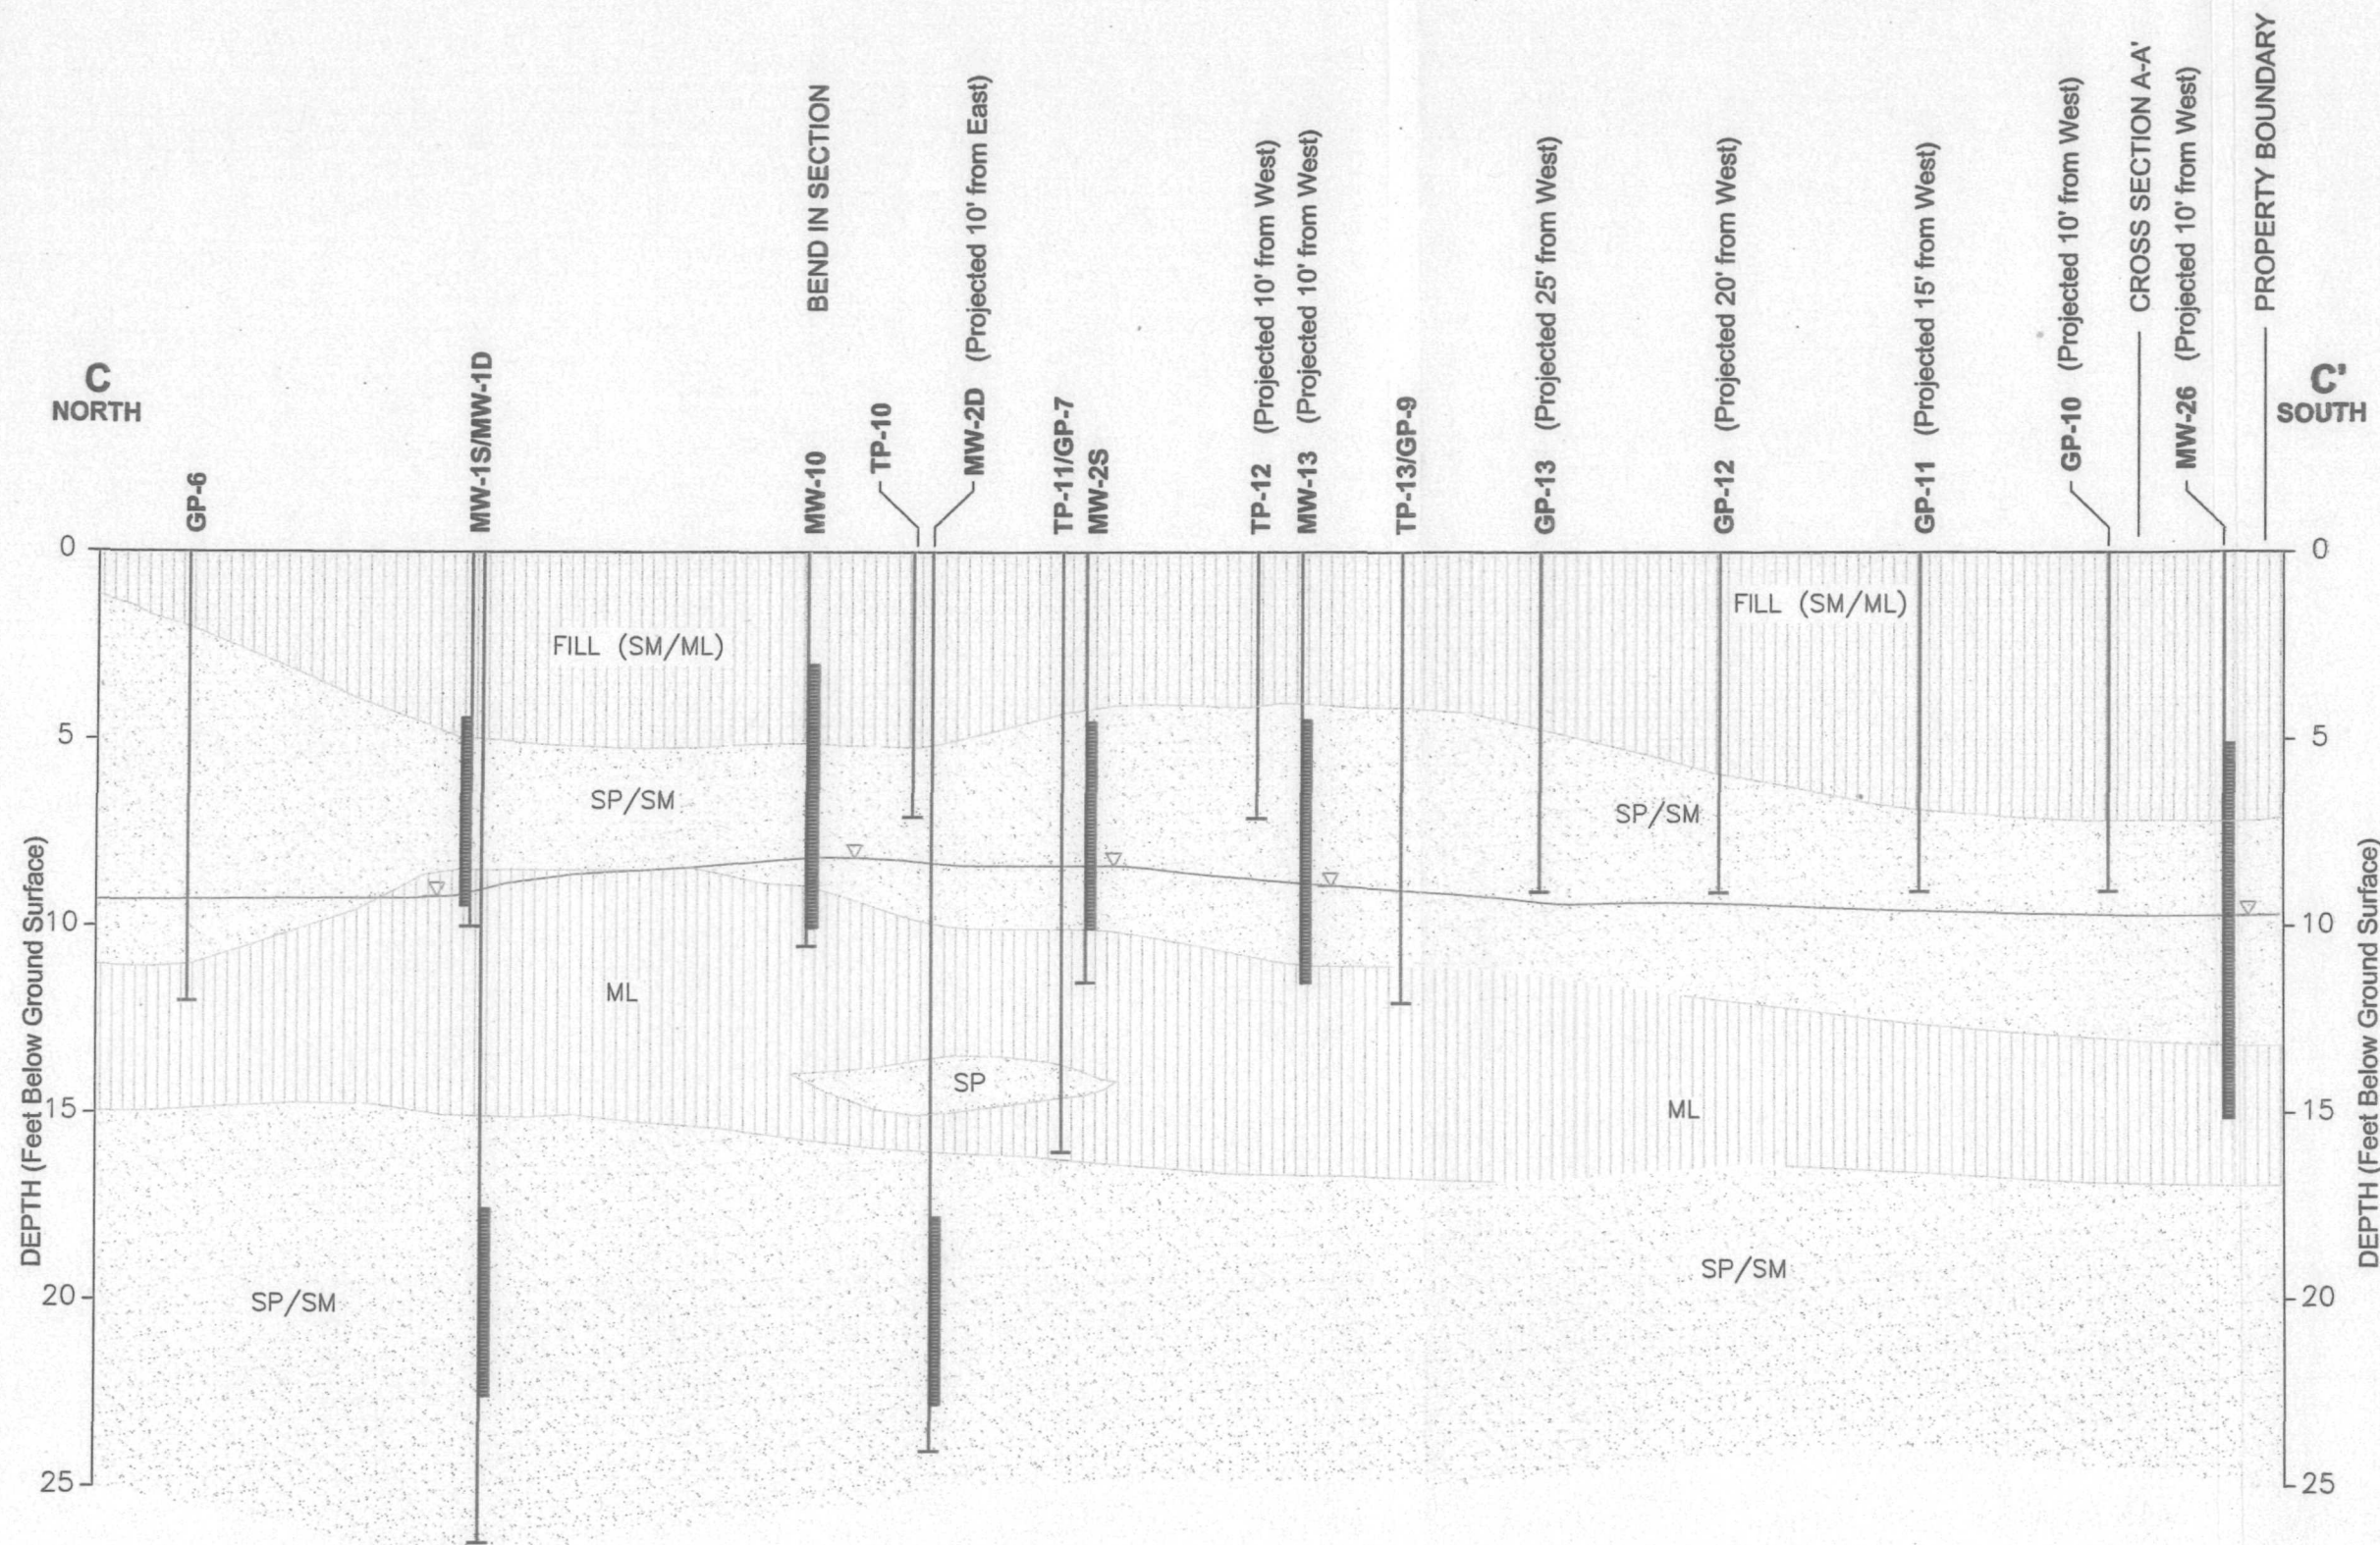 C
NORTH
GP-6
MW-1S/MW-1D
BEND IN SECTION
MW-10
TP-10
MW-2D (Projected 10' from East)
TP-11/GP-7
MW-2S
TP-12 (Projected 10' from West)
MW-13 (Projected 10' from West)
TP-13/GP-9
GP-13 (Projected 25' from West)
GP-12 (Projected 20' from West)
GP-11 (Projected 15' from West)
GP-10 (Projected 10' from West)
CROSS SECTION A-A'
MW-26 (Projected 10' from West)
PROPERTY BOUNDARY
C'
SOUTH
DEPTH (Feet Below Ground Surface)
0
5
10
15
20
25
FILL (SM/ML)
FILL (SM/ML)
SP/SM
SP/SM
ML
SP
ML
SP/SM
SP/SM
0
5
10
15
20
25
DEPTH (Feet Below Ground Surface)